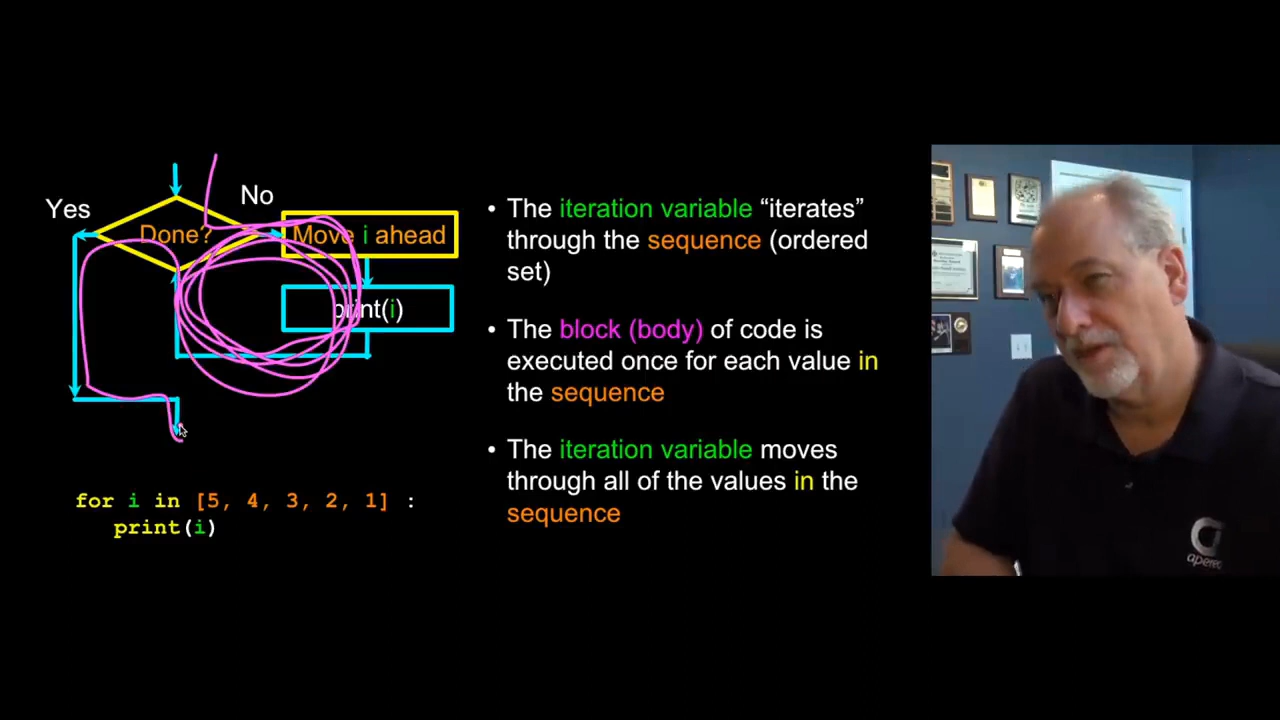 Yes
No
Done?
Move i ahead
print(i)
for i in [5, 4, 3, 2, 1] :
print(i)
• The iteration variable “iterates”
through the sequence (ordered
set)
• The block (body) of code is
executed once for each value in
the sequence
• The iteration variable moves
through all of the values in the
sequence
apereo